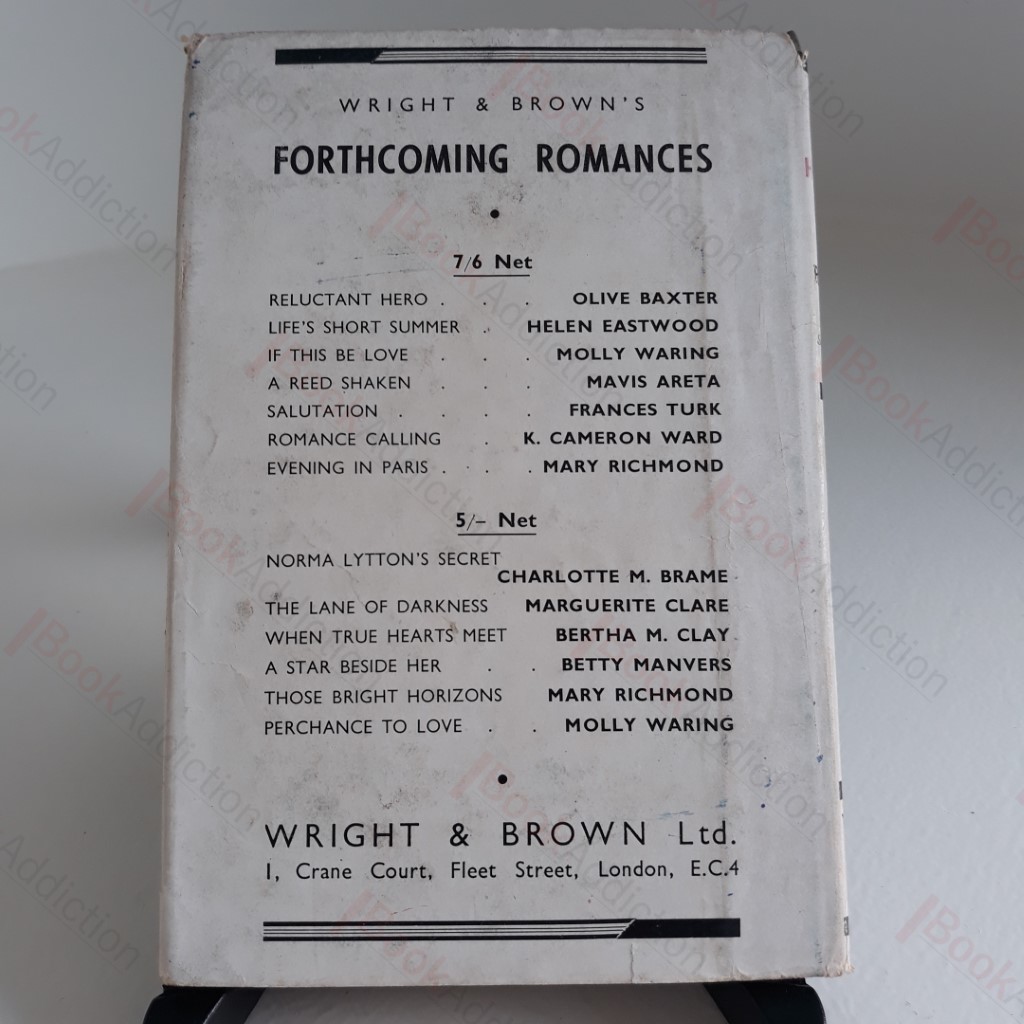 WRIGHT & BROWN'S
FORTHCOMING ROMANCES
7/6 Net
RELUCTANT HERO . . . OLIVE BAXTER
LIFE'S SHORT SUMMER . HELEN EASTWOOD
IF THIS BE LOVE . . . MOLLY WARING
A REED SHAKEN . . . MAVIS ARETA
SALUTATION . . . . FRANCES TURK
ROMANCE CALLING . K. CAMERON WARD
EVENING IN PARIS . . . MARY RICHMOND
5/- Net
NORMA LYTTON'S SECRET
CHARLOTTE M. BRAME
THE LANE OF DARKNESS MARGUERITE CLARE
WHEN TRUE HEARTS MEET BERTHA M. CLAY
A STAR BESIDE HER . . BETTY MANVERS
THOSE BRIGHT HORIZONS MARY RICHMOND
PERCHANCE TO LOVE . . MOLLY WARING
WRIGHT & BROWN Ltd.
1, Crane Court, Fleet Street, London, E.C.4
BookAddiction